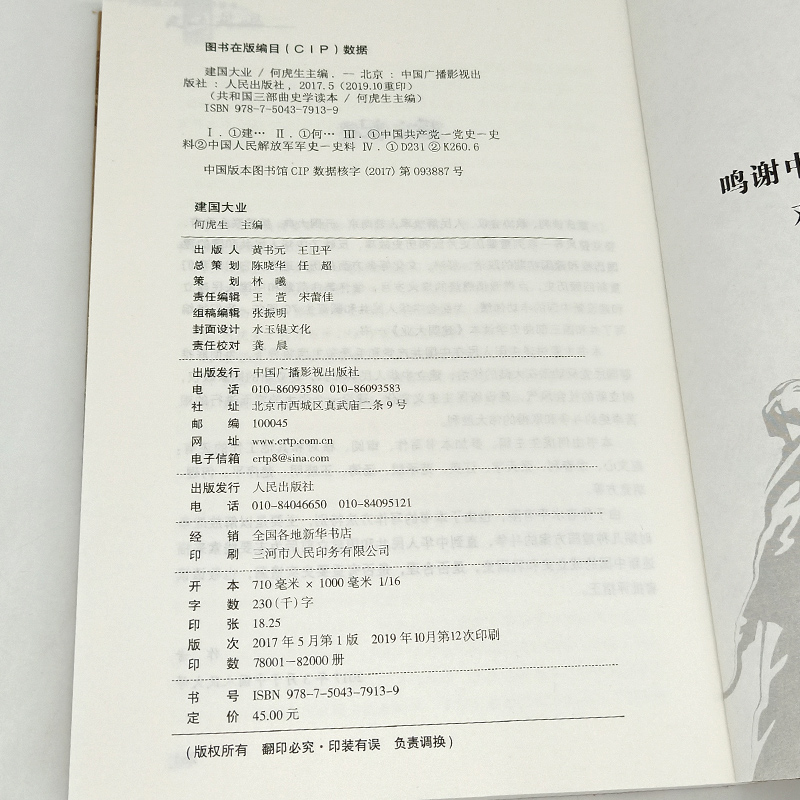 图书在版编目（CIP）数据
建国大业 / 何虎生主编. — 北京 : 中国广播影视出
版社 : 人民出版社, 2017.5（2019.10重印）
（共和国三部曲史学读本 / 何虎生主编）
ISBN 978-7-5043-7913-9
Ⅰ. ①建… Ⅱ. ①何… Ⅲ. ①中国共产党—党史—史
料②中国人民解放军军史—史料 Ⅳ. ①D231②K260.6
中国版本图书馆CIP数据核字(2017)第093887号
建国大业
何虎生 主编
出 版 人 黄书元 王卫平
总 策 划 陈晓华 任 超
策 划 林 曦
责任编辑 王 萱 宋蕾佳
组稿编辑 张振明
封面设计 水玉银文化
责任校对 龚 晨
出版发行 中国广播影视出版社
电 话 010-86093580 010-86093583
社 址 北京市西城区真武庙二条9号
邮 编 100045
网 址 www.crtp.com.cn
电子信箱 crtp8@sina.com
出版发行 人民出版社
电 话 010-84046650 010-84095121
经 销 全国各地新华书店
印 刷 三河市人民印务有限公司
开 本 710毫米×1000毫米 1/16
字 数 230(千)字
印 张 18.25
版 次 2017年5月第1版 2019年10月第12次印刷
印 数 78001-82000册
书 号 ISBN 978-7-5043-7913-9
定 价 45.00元
（版权所有 翻印必究·印装有误 负责调换）
鸣谢中